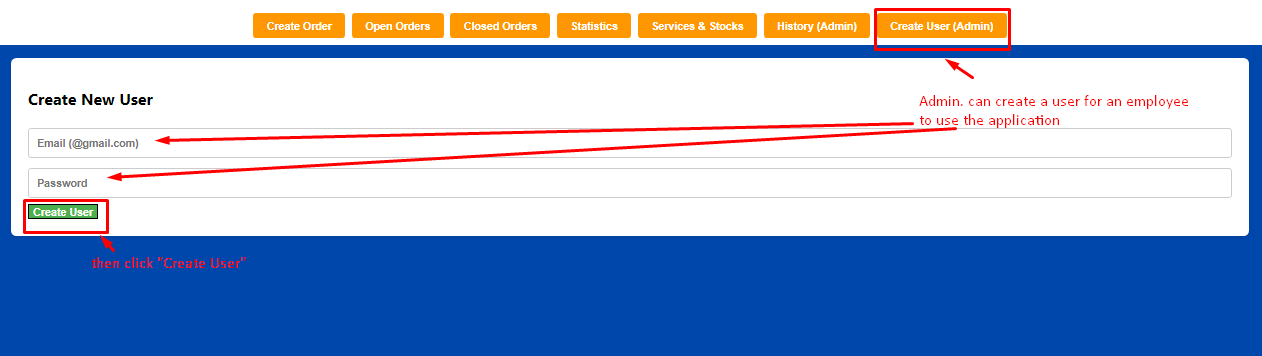 Create Order Open Orders Closed Orders Statistics Services & Stocks History (Admin) Create User (Admin)
Create New User
Admin. can create a user for an employee
to use the application
Email (@gmail.com)
Password
Create User
then click "Create User"